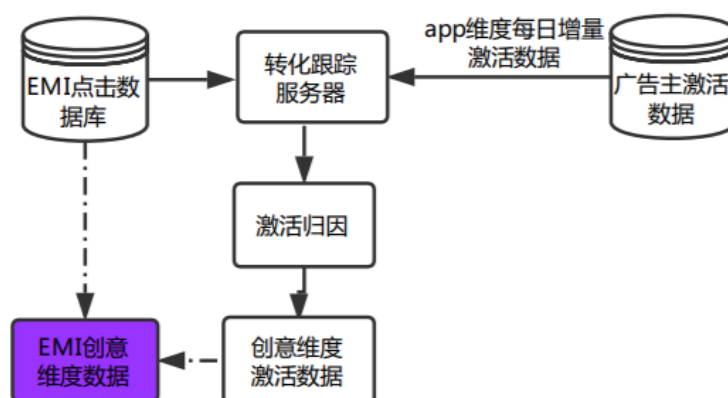 EMI点击数
据库
转化跟踪
服务器
app维度每日增量
激活数据
广告主激活
数据
激活归因
EMI创意
维度数据
创意维度
激活数据